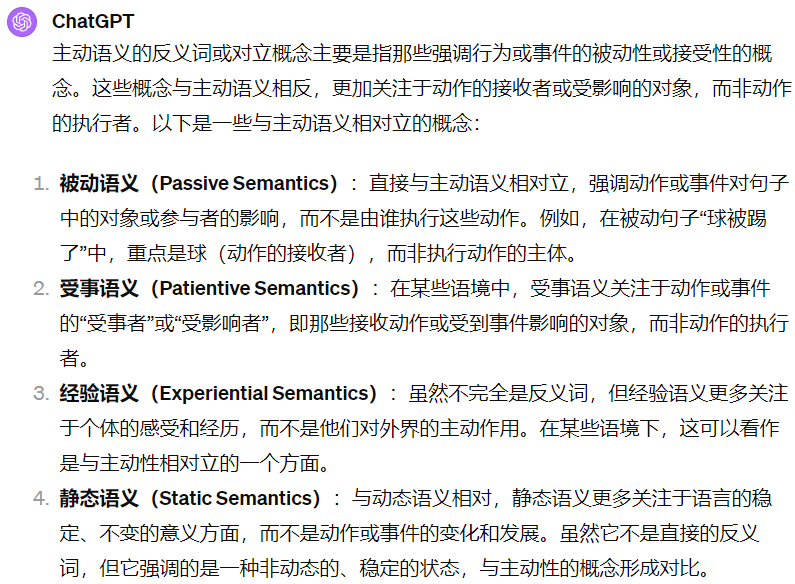 ChatGPT
主动语义的反义词或对立概念主要是指那些强调行为或事件的被动性或接受性的概
念。这些概念与主动语义相反，更加关注于动作的接收者或受影响的对象，而非动作
的执行者。以下是一些与主动语义相对立的概念：
1. 被动语义（Passive Semantics）：直接与主动语义相对立，强调动作或事件对句子
中的对象或参与者的影响，而不是由谁执行这些动作。例如，在被动句子“球被踢
了”中，重点是球（动作的接收者），而非执行动作的主体。
2. 受事语义（Patientive Semantics）：在某些语境中，受事语义关注于动作或事件
的“受事者”或“受影响者”，即那些接收动作或受到事件影响的对象，而非动作的执行
者。
3. 经验语义（Experiential Semantics）：虽然不完全是反义词，但经验语义更多关注
于个体的感受和经历，而不是他们对外界的主动作用。在某些语境下，这可以看作
是与主动性相对立的一个方面。
4. 静态语义（Static Semantics）：与动态语义相对，静态语义更多关注于语言的稳
定、不变的意义方面，而不是动作或事件的变化和发展。虽然它不是直接的反义
词，但它强调的是一种非动态的、稳定的状态，与主动性的概念形成对比。